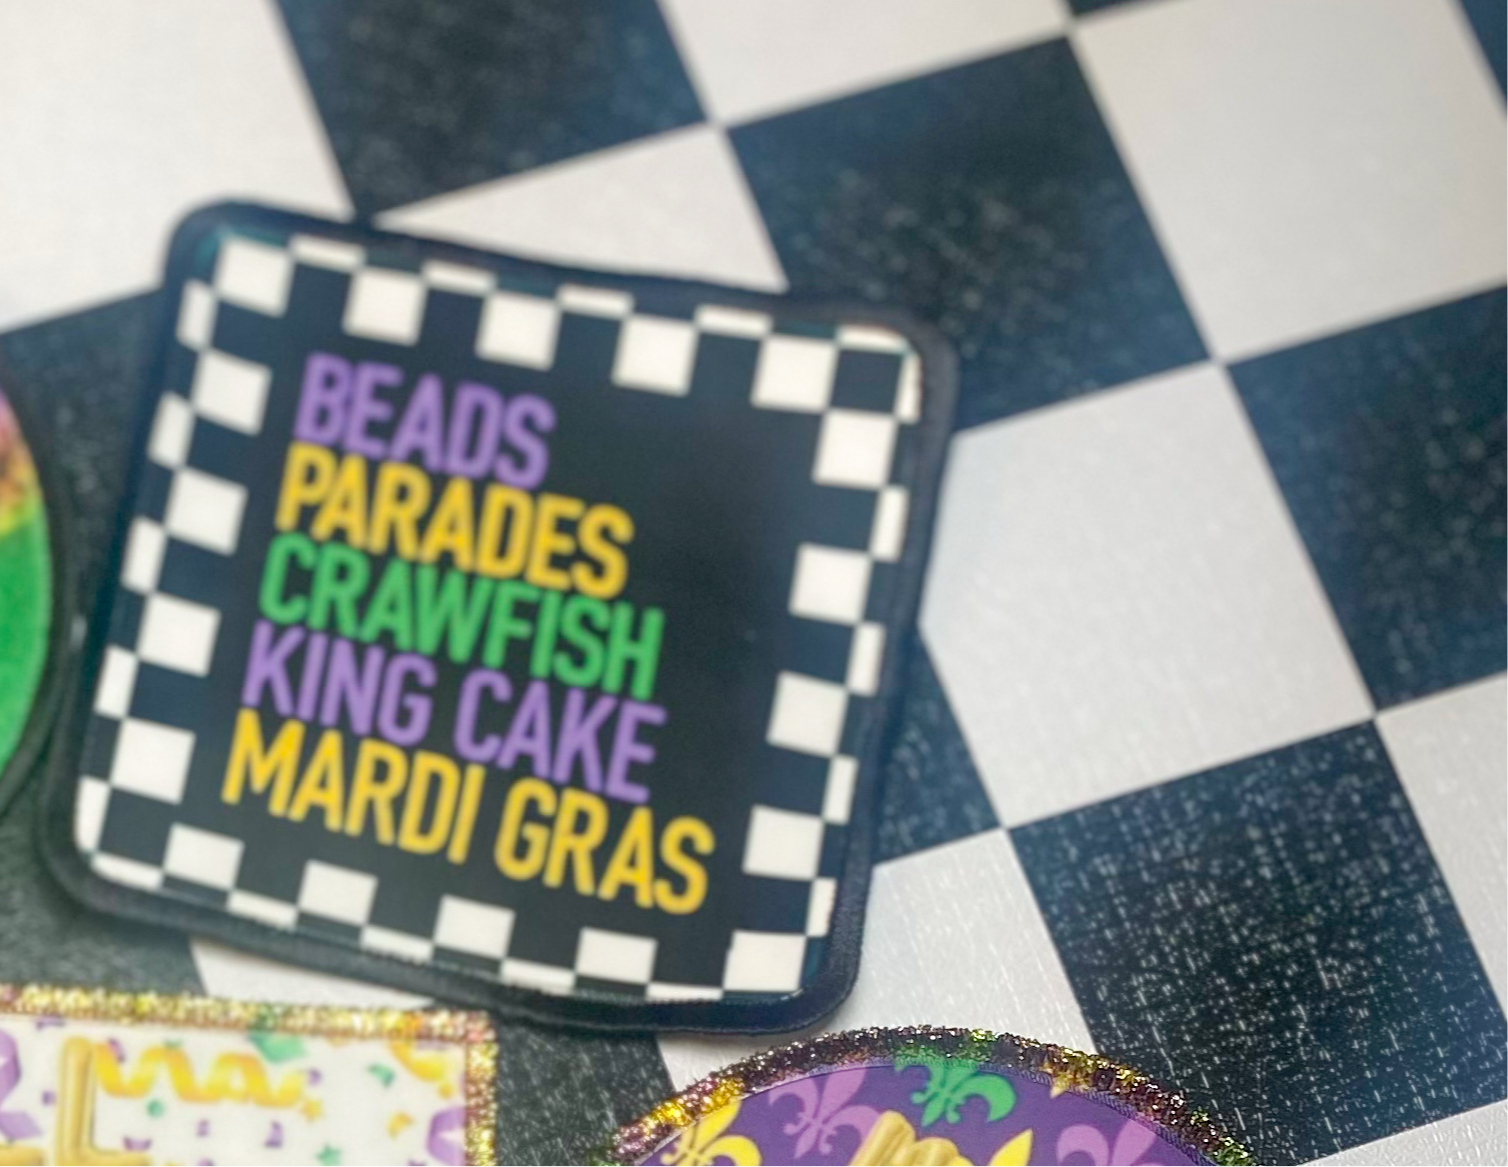 BEADS
PARADES
CRAWFISH
KING CAKE
MARDI GRAS